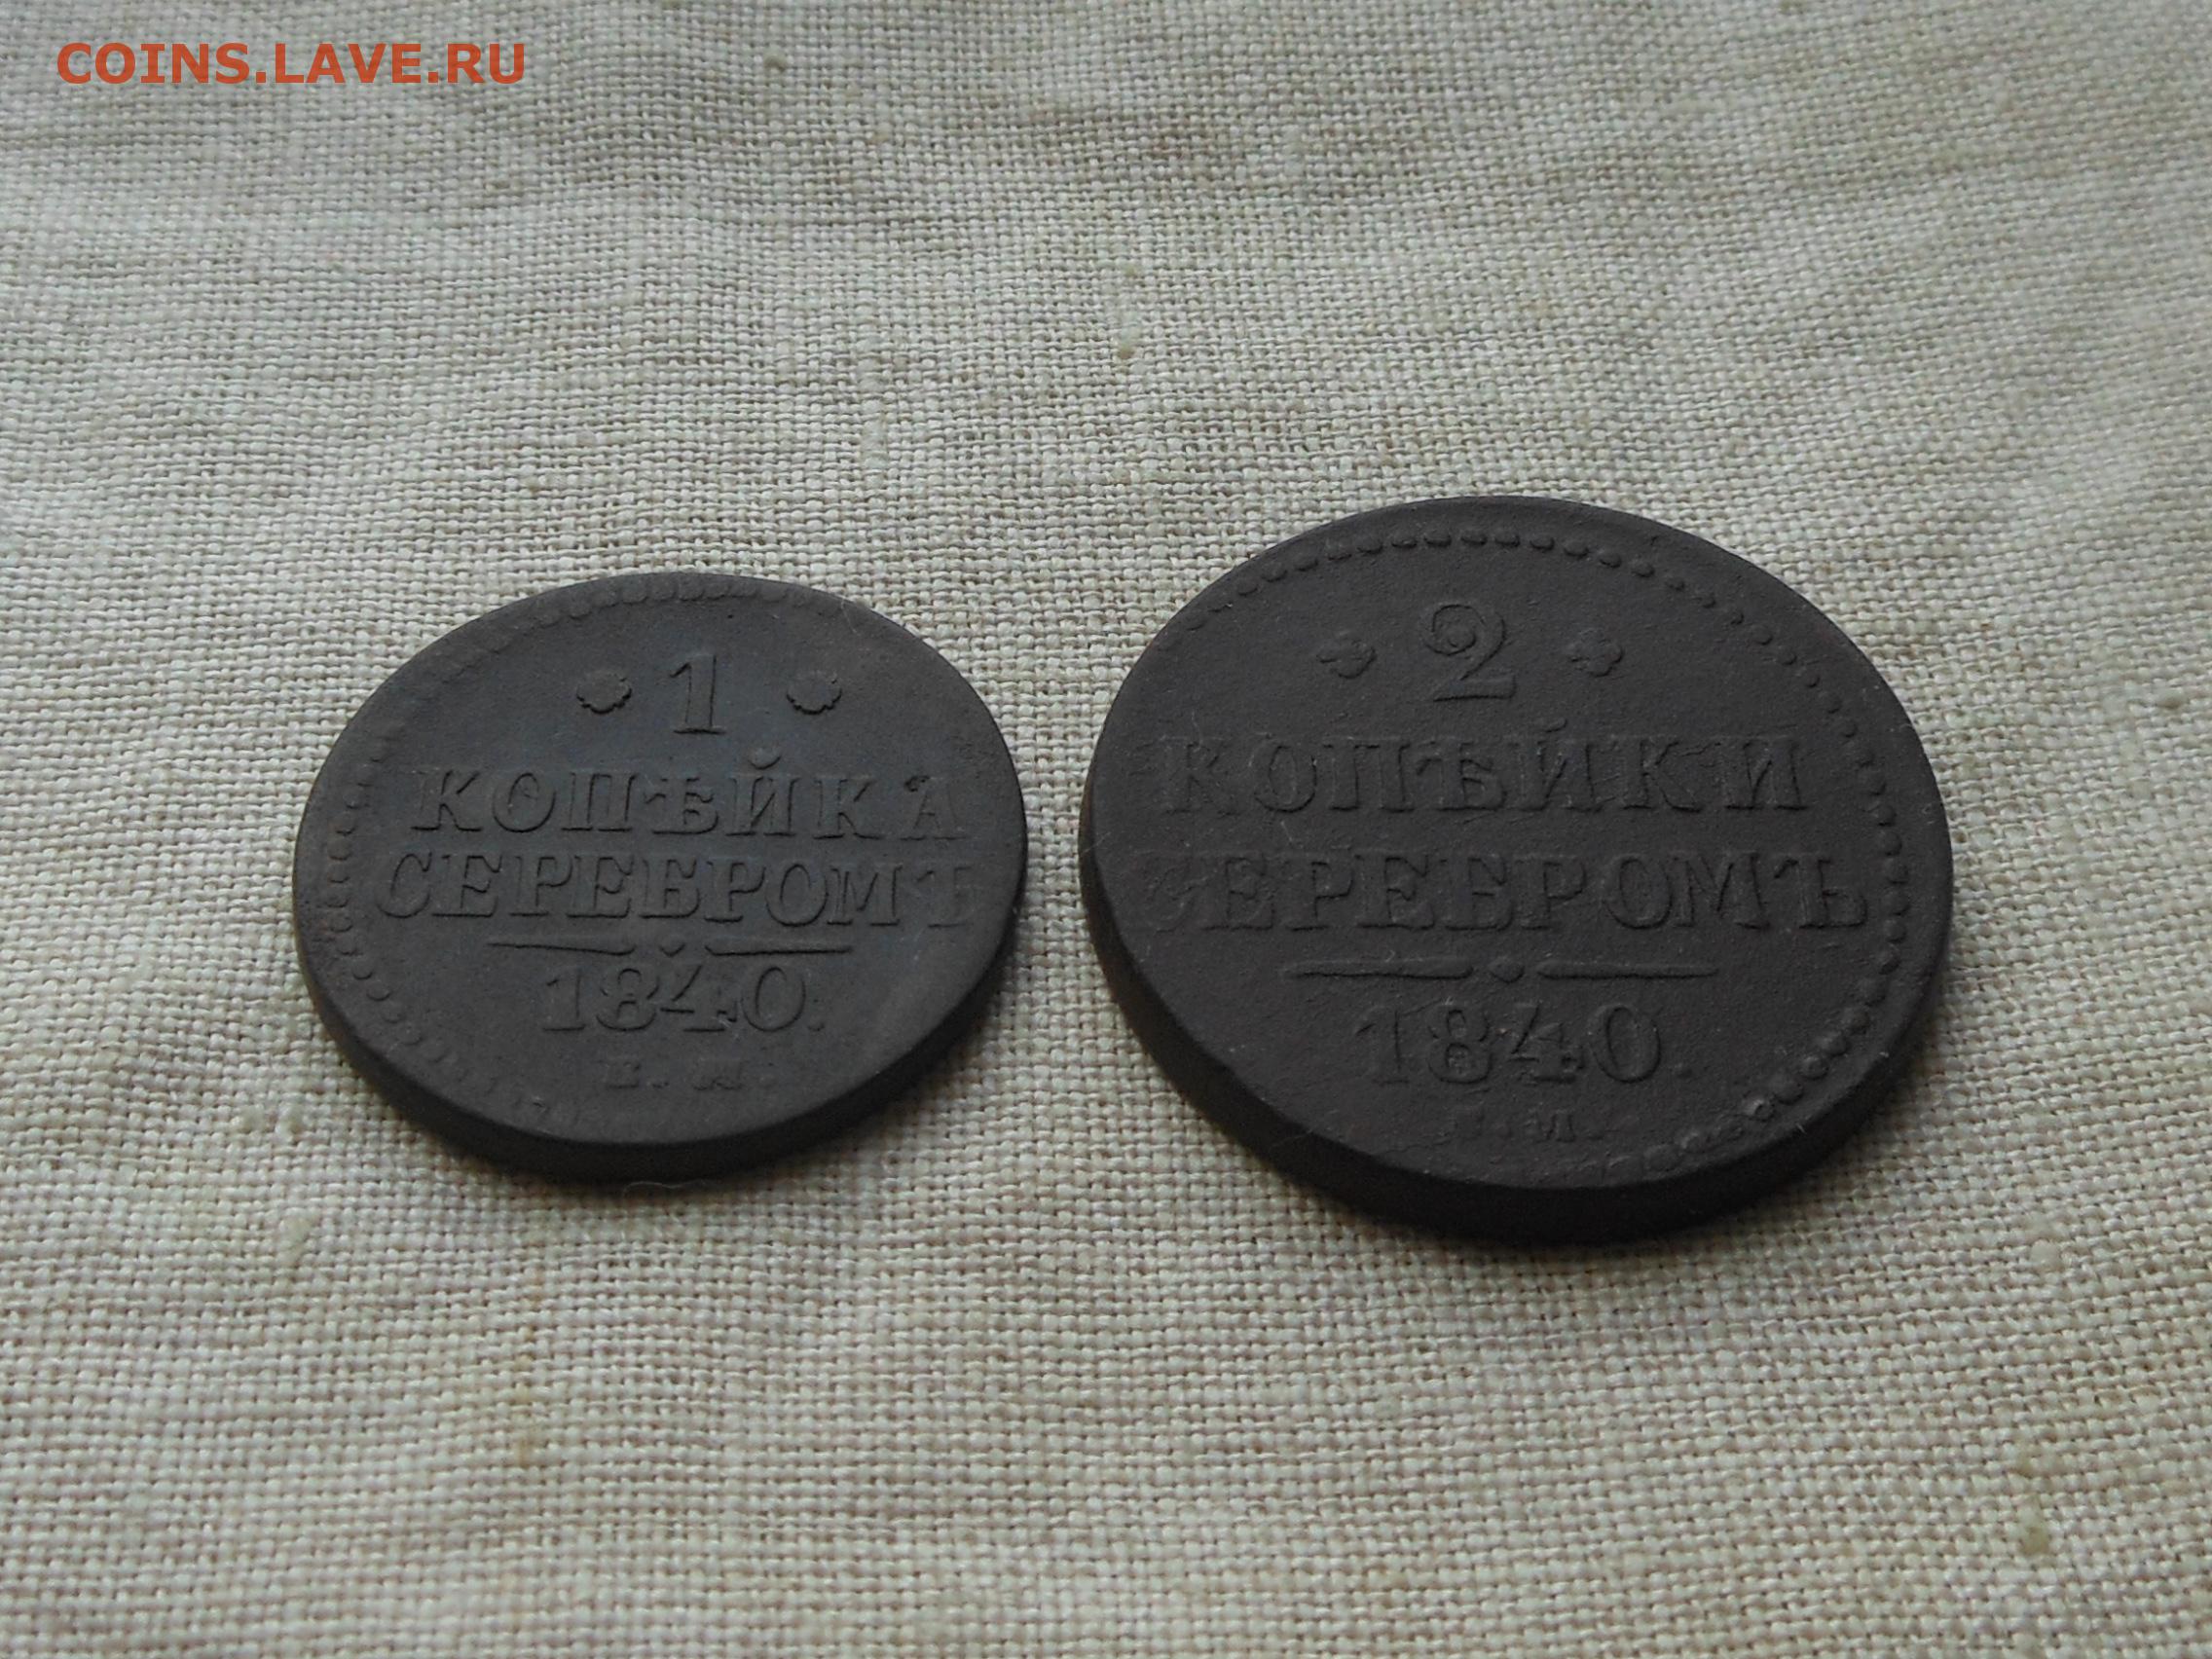 COINS.LAVE.RU
1
КОПѢЙКА
СЕРЕБРОМЪ
1840.
Е.М.
2
КОПѢЙКИ
СЕРЕБРОМЪ
1840.
Е.М.